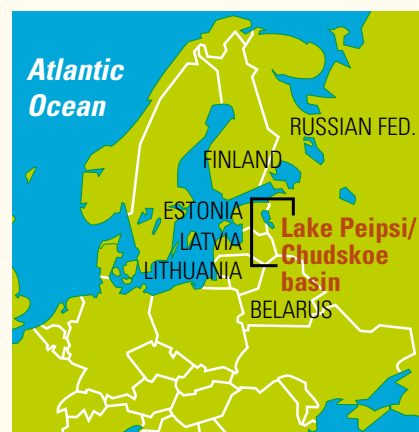 Atlantic
Ocean
RUSSIAN FED.
FINLAND
ESTONIA
LATVIA
LITHUANIA
Lake Peipsi/
Chudskoe
basin
BELARUS